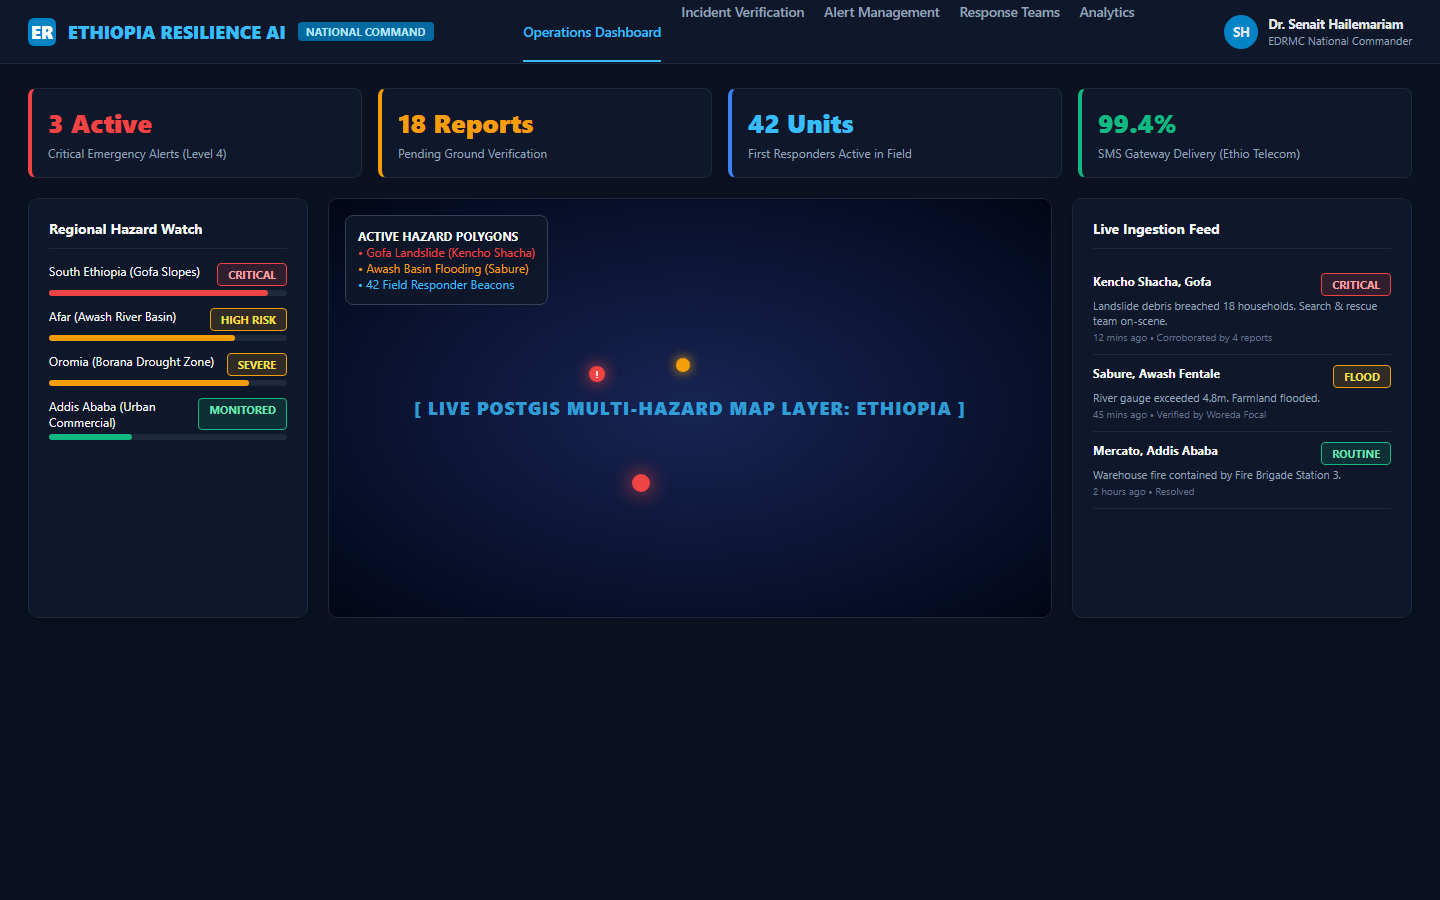 ER ETHIOPIA RESILIENCE AI NATIONAL COMMAND
Operations Dashboard
Incident Verification
Alert Management
Response Teams
Analytics
SH
Dr. Senait Hailemariam
EDRMC National Commander
3 Active
Critical Emergency Alerts (Level 4)
18 Reports
Pending Ground Verification
42 Units
First Responders Active in Field
99.4%
SMS Gateway Delivery (Ethio Telecom)
Regional Hazard Watch
South Ethiopia (Gofa Slopes) CRITICAL
Afar (Awash River Basin) HIGH RISK
Oromia (Borana Drought Zone) SEVERE
Addis Ababa (Urban
Commercial)
MONITORED
ACTIVE HAZARD POLYGONS
• Gofa Landslide (Kencho Shacha)
• Awash Basin Flooding (Sabure)
• 42 Field Responder Beacons
!
[ LIVE POSTGIS MULTI-HAZARD MAP LAYER: ETHIOPIA ]
Live Ingestion Feed
Kencho Shacha, Gofa CRITICAL
Landslide debris breached 18 households. Search & rescue
team on-scene.
12 mins ago • Corroborated by 4 reports
Sabure, Awash Fentale FLOOD
River gauge exceeded 4.8m. Farmland flooded.
45 mins ago • Verified by Woreda Focal
Mercato, Addis Ababa ROUTINE
Warehouse fire contained by Fire Brigade Station 3.
2 hours ago • Resolved